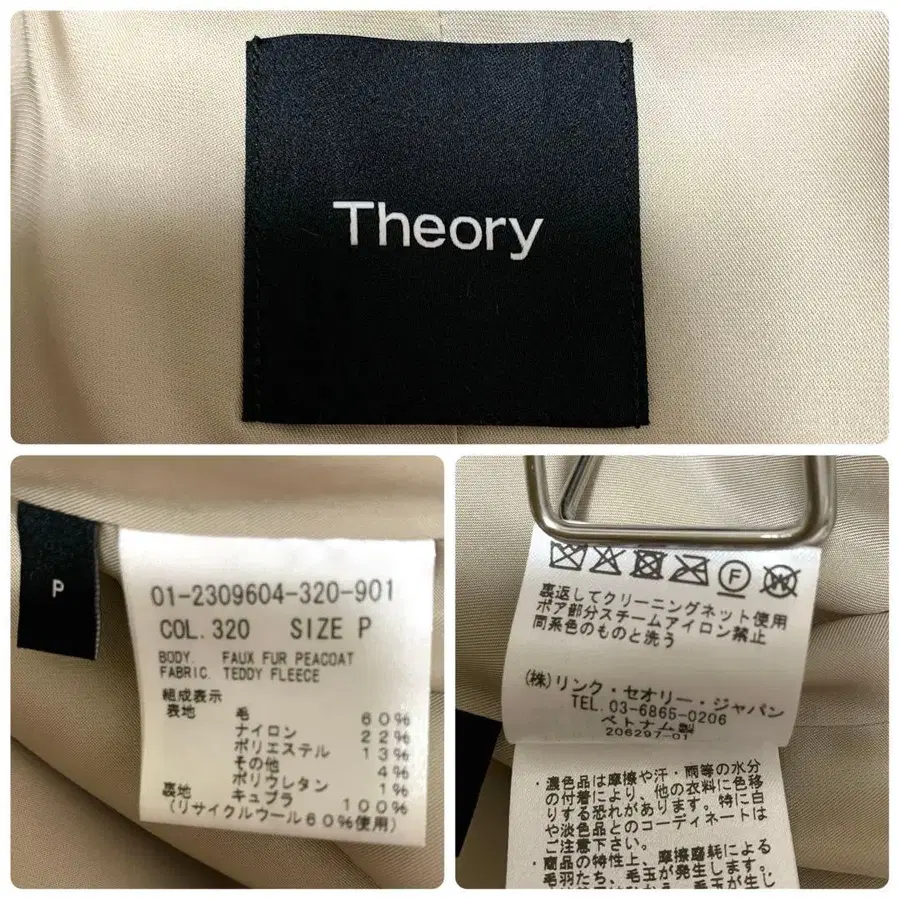 Theory
P
01-2309604-320-901
COL. 320 SIZE P
BODY. FAUX FUR PEACOAT
FABRIC. TEDDY FLEECE
組成表示
表地 毛 60%
ナイロン 22%
ポリエステル 13%
その他 4%
ポリウレタン 1%
裏地 キュプラ 100%
(リサイクルウール60%使用)
F
W
裏返してクリーニングネット使用
ボア部分スチームアイロン禁止
同系色のものと洗う
(株)リンク・セオリー・ジャパン
TEL. 03-6865-0206
ベトナム製
206297-01
・濃色品は摩擦や汗・雨等の水分
の付着により、他の衣料に色移
りする恐れがあります。特に白
や淡色品とのコーディネートは
ご注意下さい。
・商品の特性上、摩擦磨耗による
毛羽たち、毛玉が発生します。